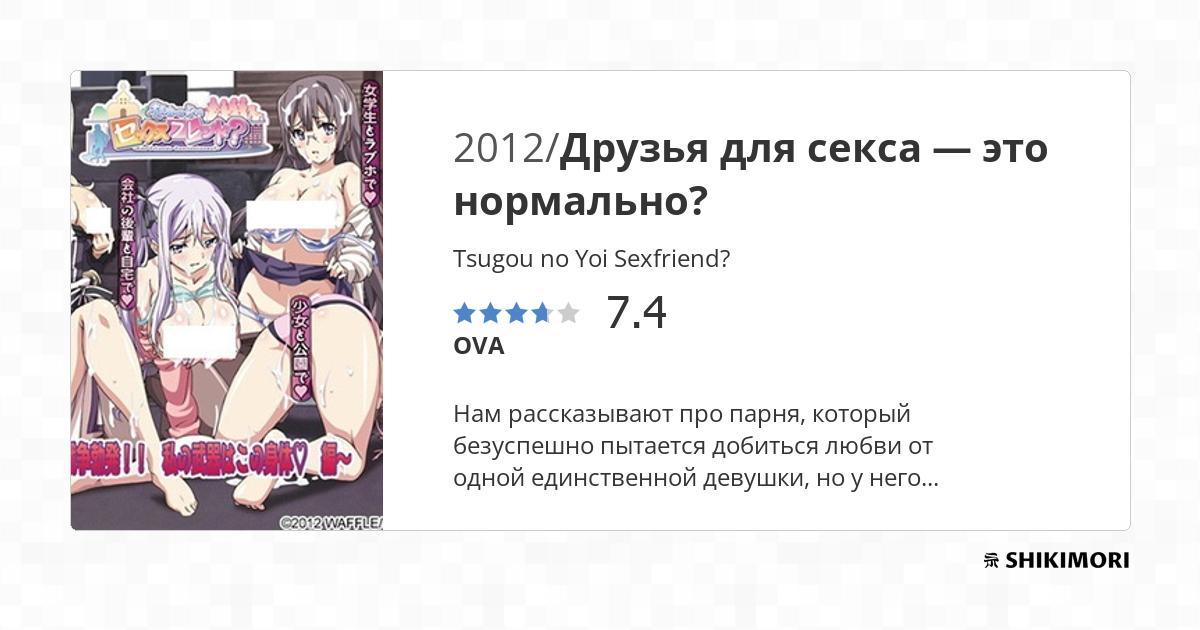 セックスフレンド?
女学生とラブホで♥
会社の後輩と自宅で♥
少女と公園で♥
争勃発!! 私の武器はこの身体♡ 編~
©2012 WAFFLE/
2012/Друзья для секса — это
нормально?
Tsugou no Yoi Sexfriend?
7.4
OVA
Нам рассказывают про парня, который
безуспешно пытается добиться любви от
одной единственной девушки, но у него...
SHIKIMORI